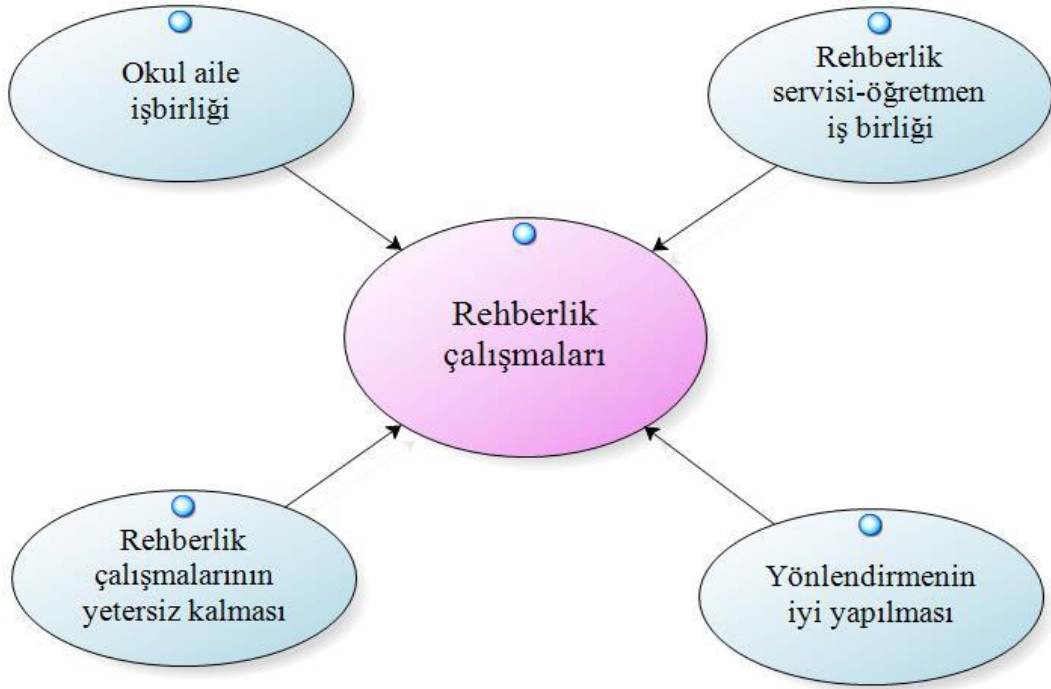 Okul aile
işbirliği
Rehberlik
servisi-öğretmen
iş birliği
Rehberlik
çalışmaları
Rehberlik
çalışmalarının
yetersiz kalması
Yönlendirmenin
iyi yapılması